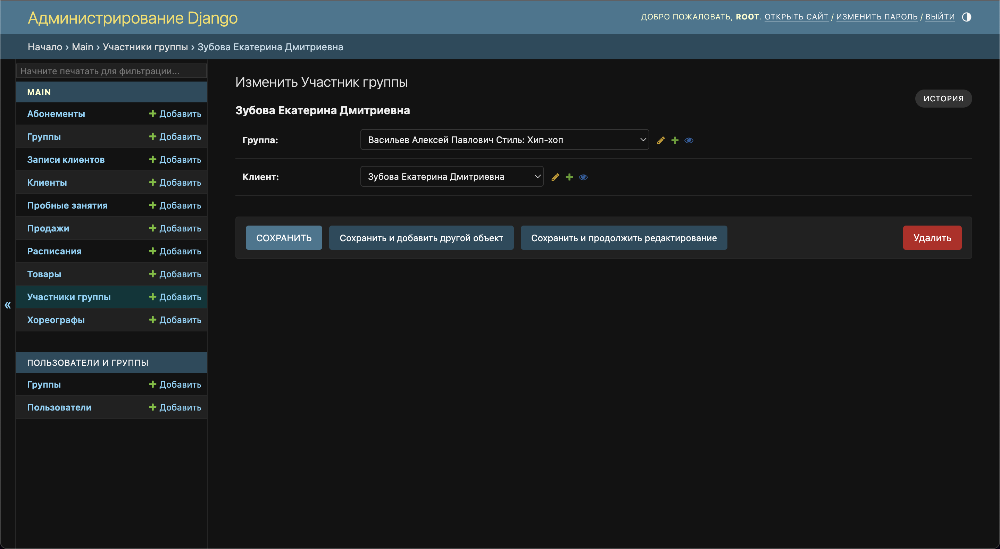 Администрирование Django
ДОБРО ПОЖАЛОВАТЬ, ROOT. ОТКРЫТЬ САЙТ / ИЗМЕНИТЬ ПАРОЛЬ / ВЫЙТИ
Начало › Main › Участники группы › Зубова Екатерина Дмитриевна
Начните печатать для фильтрации...
MAIN
Абонементы Добавить
Группы Добавить
Записи клиентов Добавить
Клиенты Добавить
Пробные занятия Добавить
Продажи Добавить
Расписания Добавить
Товары Добавить
Участники группы Добавить
Хореографы Добавить
ПОЛЬЗОВАТЕЛИ И ГРУППЫ
Группы Добавить
Пользователи Добавить
«
Изменить Участник группы
ИСТОРИЯ
Зубова Екатерина Дмитриевна
Группа: Васильев Алексей Павлович Стиль: Хип-хоп
Клиент: Зубова Екатерина Дмитриевна
СОХРАНИТЬ Сохранить и добавить другой объект Сохранить и продолжить редактирование Удалить